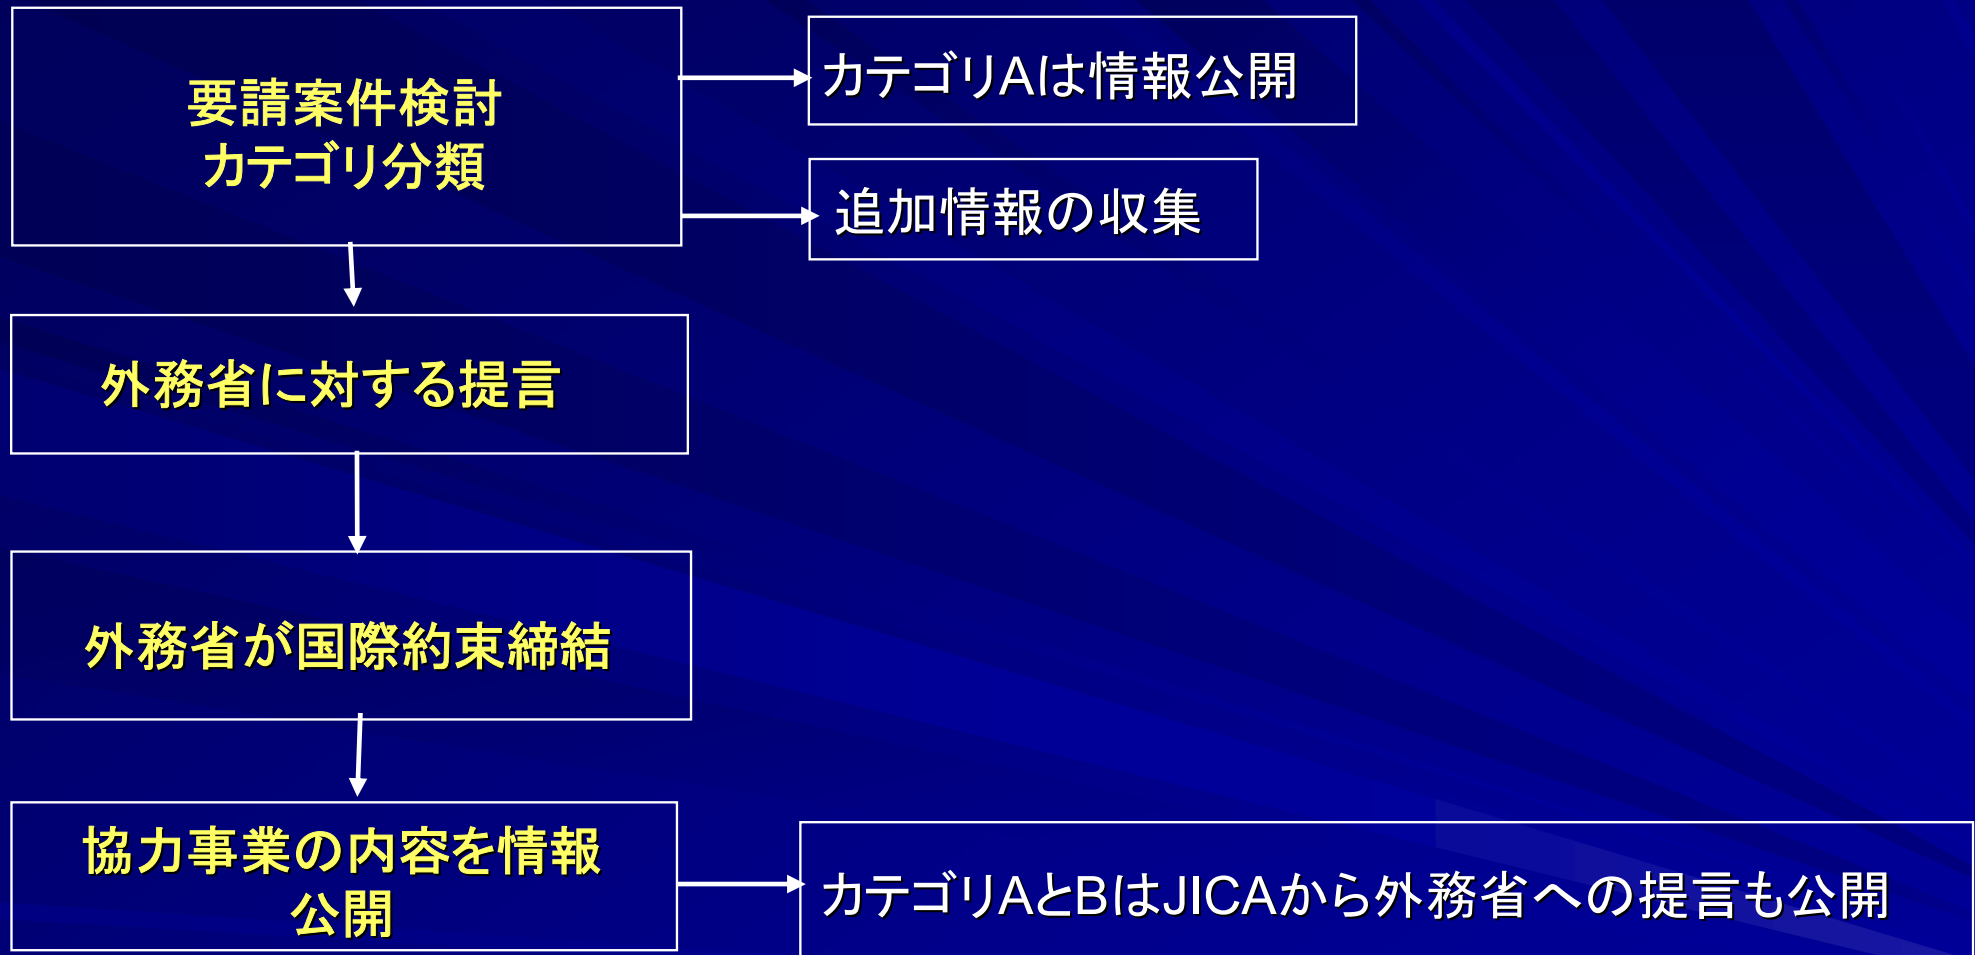 要請案件検討
カテゴリ分類
カテゴリAは情報公開
追加情報の収集
外務省に対する提言
外務省が国際約束締結
協力事業の内容を情報
公開
カテゴリAとBはJICAから外務省への提言も公開